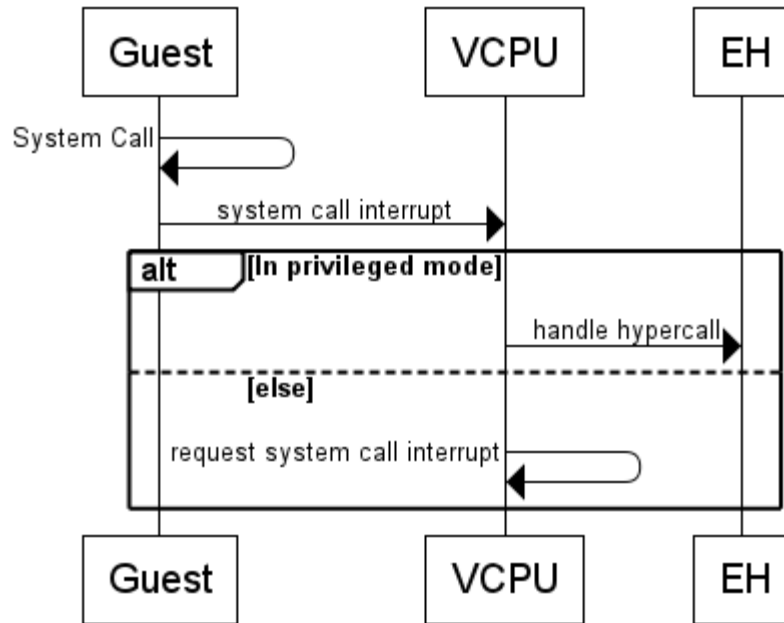 Guest VCPU EH
System Call
system call interrupt
alt [In privileged mode]
handle hypercall
[else]
request system call interrupt
Guest VCPU EH